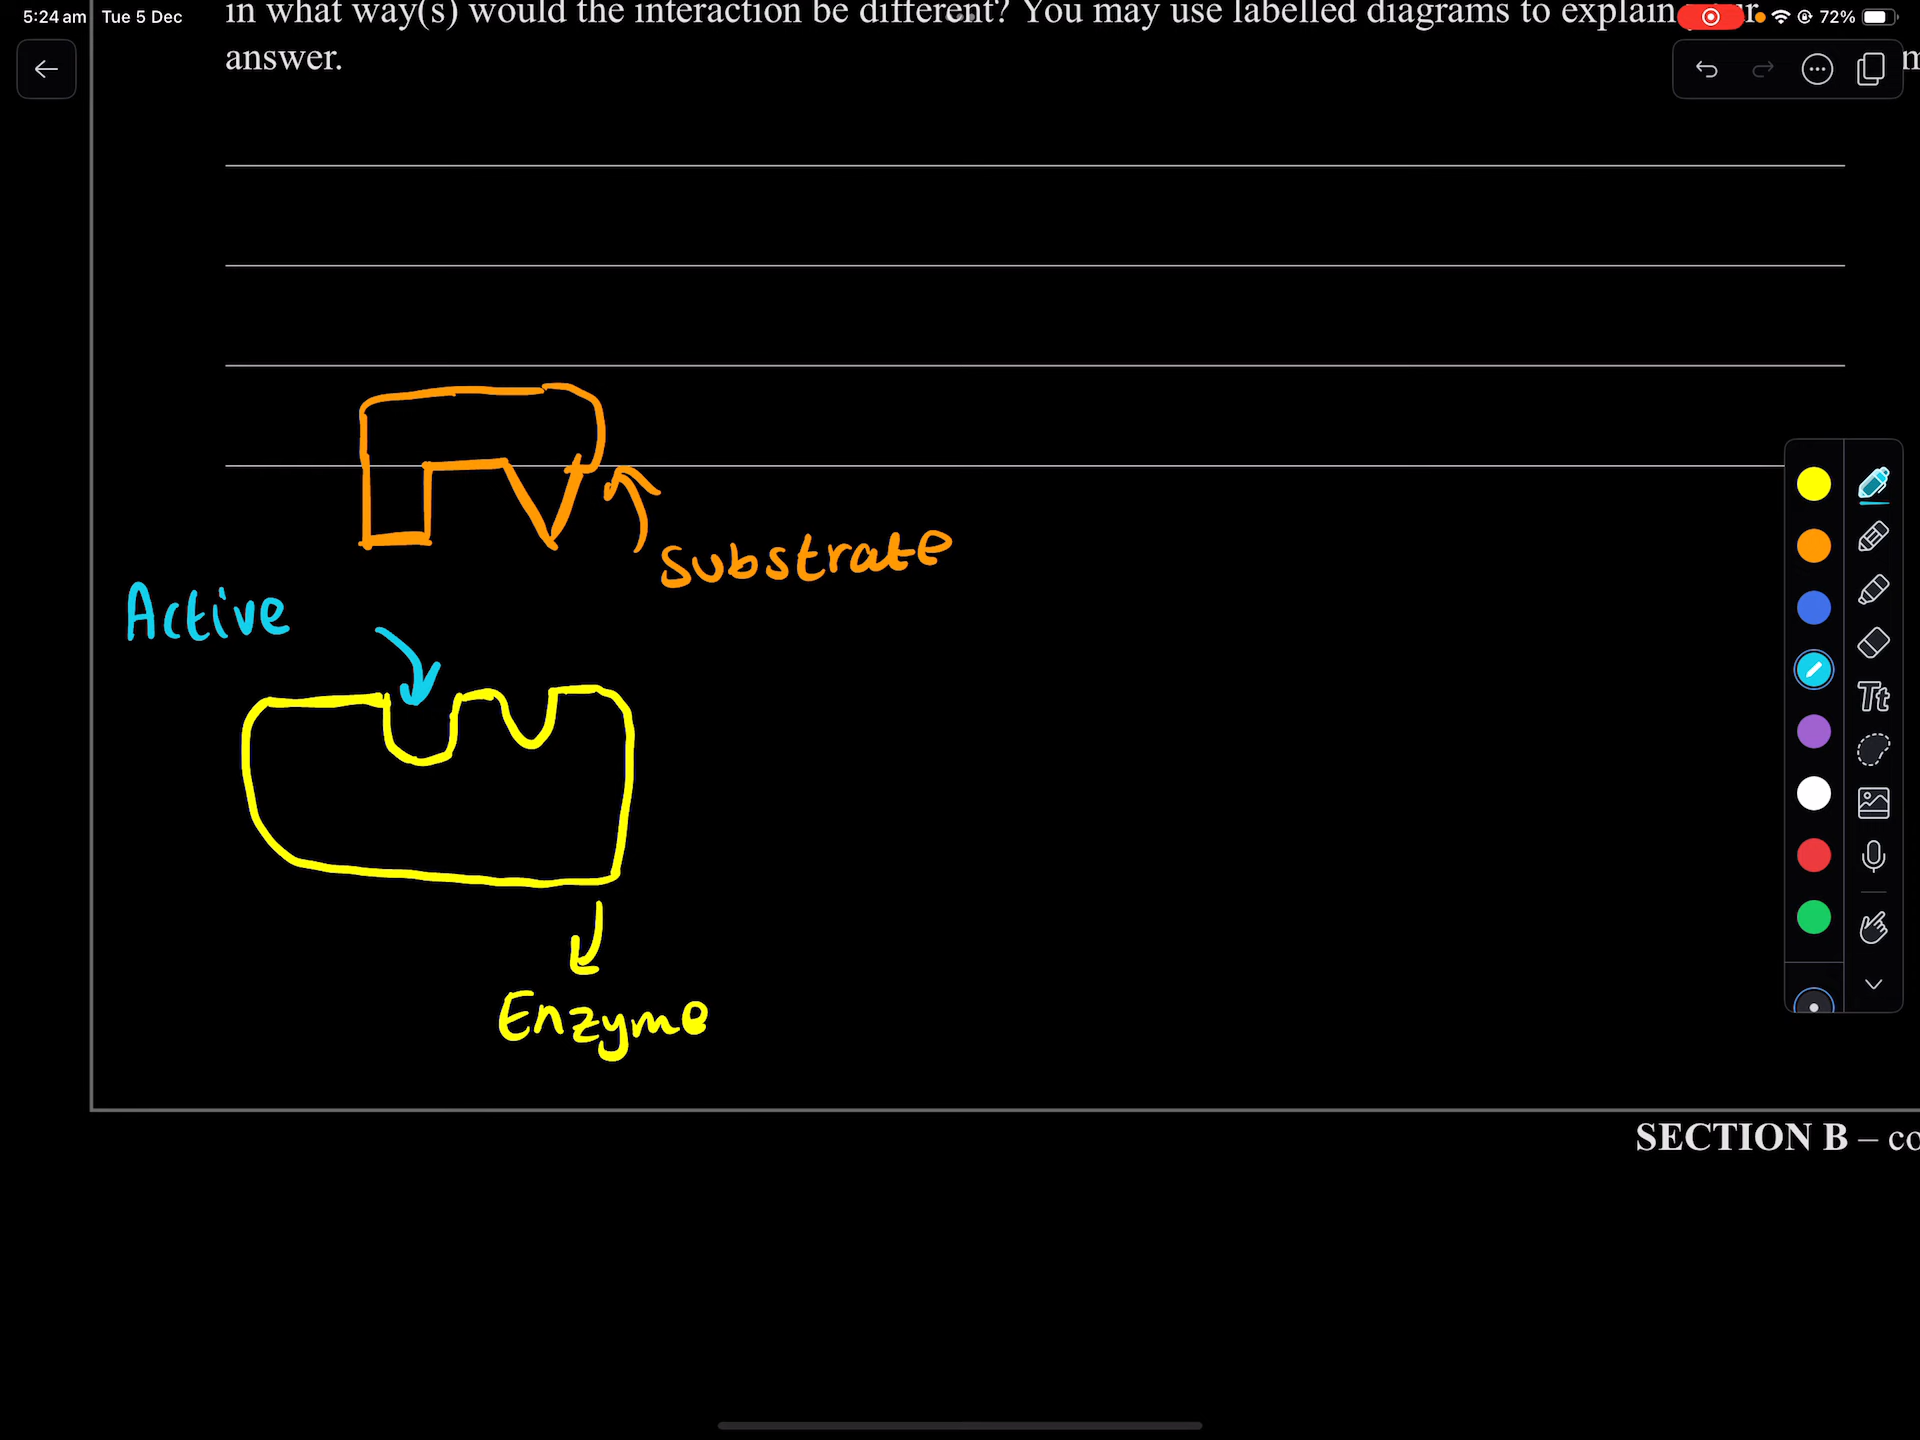 5:24 am Tue 5 Dec
72%
in what way(s) would the interaction be different? You may use labelled diagrams to explain
answer.
Substrate
Active
Tt
Enzyme
SECTION B – co